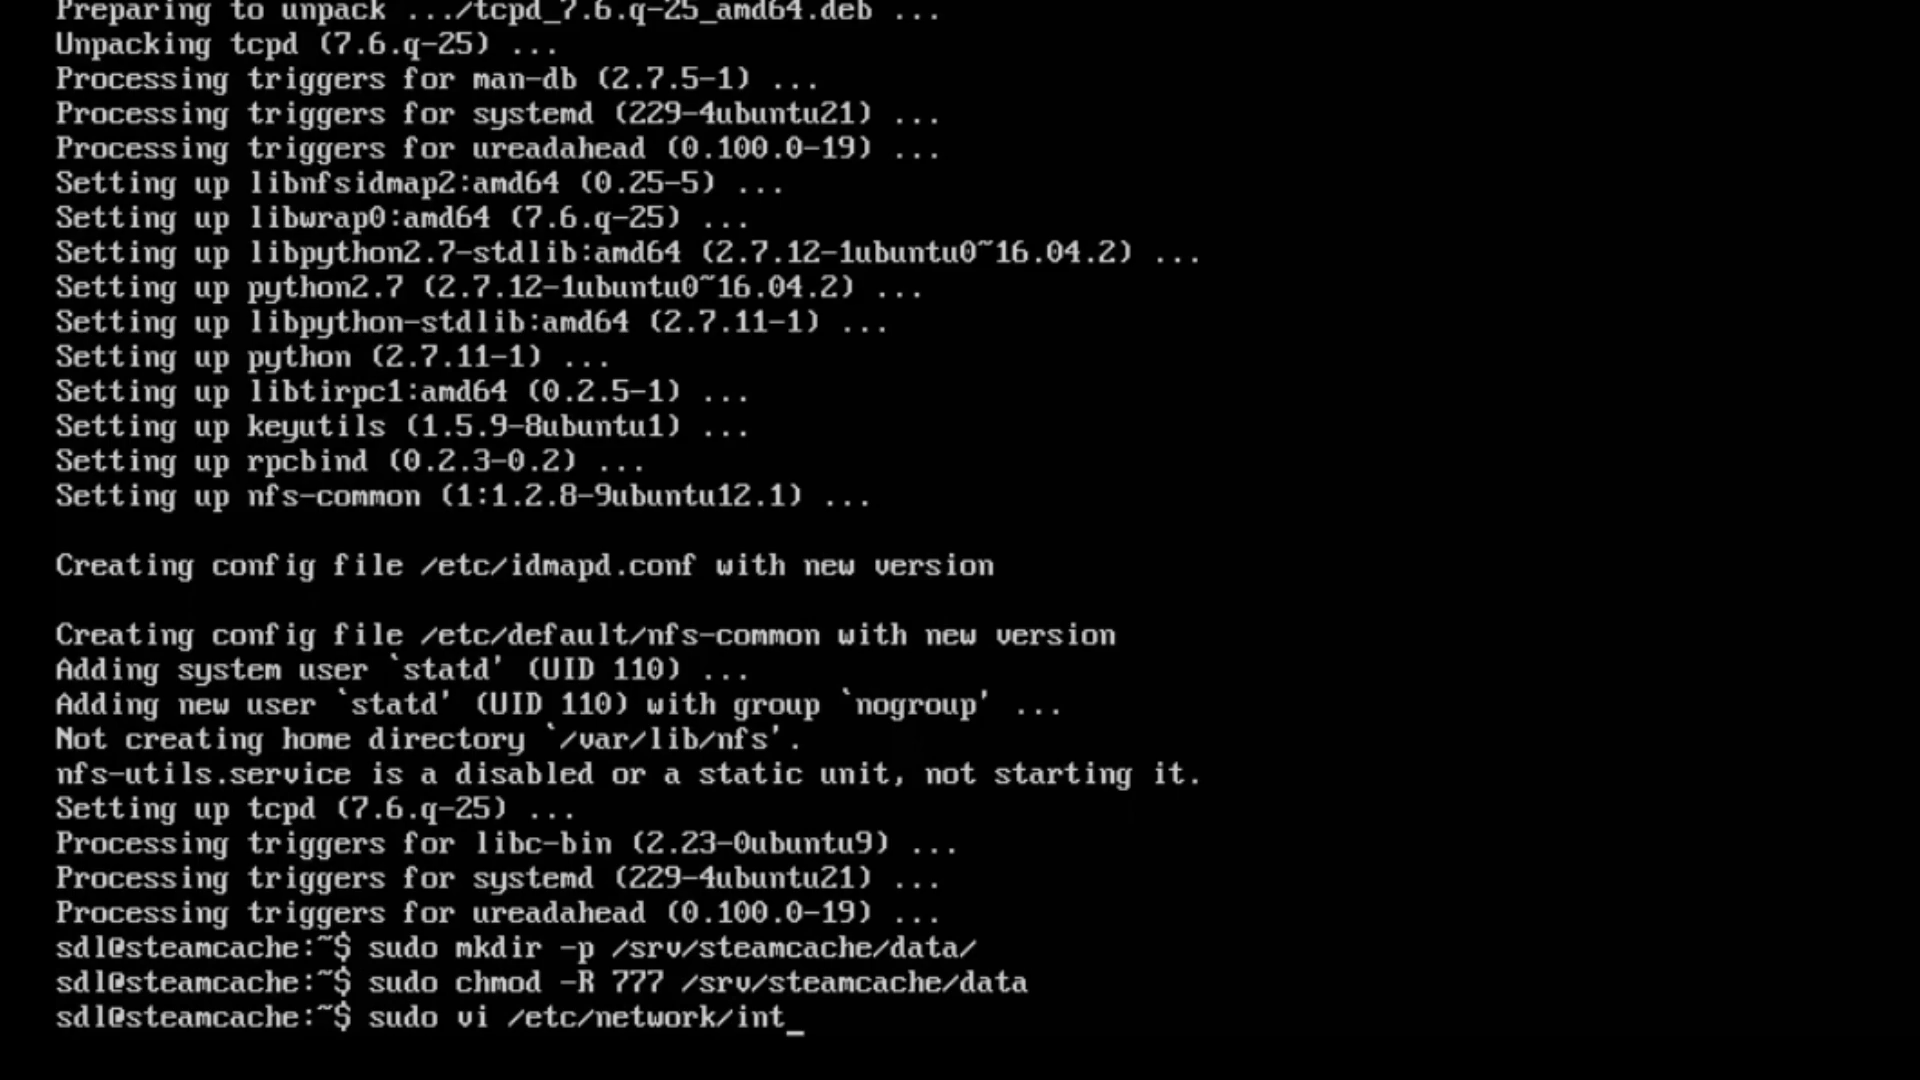 Preparing to unpack .../tcpd_7.6.q-25_amd64.deb ...
Unpacking tcpd (7.6.q-25) ...
Processing triggers for man-db (2.7.5-1) ...
Processing triggers for systemd (229-4ubuntu21) ...
Processing triggers for ureadahead (0.100.0-19) ...
Setting up libnfsidmap2:amd64 (0.25-5) ...
Setting up libwrap0:amd64 (7.6.q-25) ...
Setting up libpython2.7-stdlib:amd64 (2.7.12-1ubuntu0~16.04.2) ...
Setting up python2.7 (2.7.12-1ubuntu0~16.04.2) ...
Setting up libpython-stdlib:amd64 (2.7.11-1) ...
Setting up python (2.7.11-1) ...
Setting up libtirpc1:amd64 (0.2.5-1) ...
Setting up keyutils (1.5.9-8ubuntu1) ...
Setting up rpcbind (0.2.3-0.2) ...
Setting up nfs-common (1:1.2.8-9ubuntu12.1) ...
Creating config file /etc/idmapd.conf with new version
Creating config file /etc/default/nfs-common with new version
Adding system user `statd' (UID 110) ...
Adding new user `statd' (UID 110) with group `nogroup' ...
Not creating home directory `/var/lib/nfs'.
nfs-utils.service is a disabled or a static unit, not starting it.
Setting up tcpd (7.6.q-25) ...
Processing triggers for libc-bin (2.23-0ubuntu9) ...
Processing triggers for systemd (229-4ubuntu21) ...
Processing triggers for ureadahead (0.100.0-19) ...
sdl@steamcache:~$ sudo mkdir -p /srv/steamcache/data/
sdl@steamcache:~$ sudo chmod -R 777 /srv/steamcache/data
sdl@steamcache:~$ sudo vi /etc/network/int_